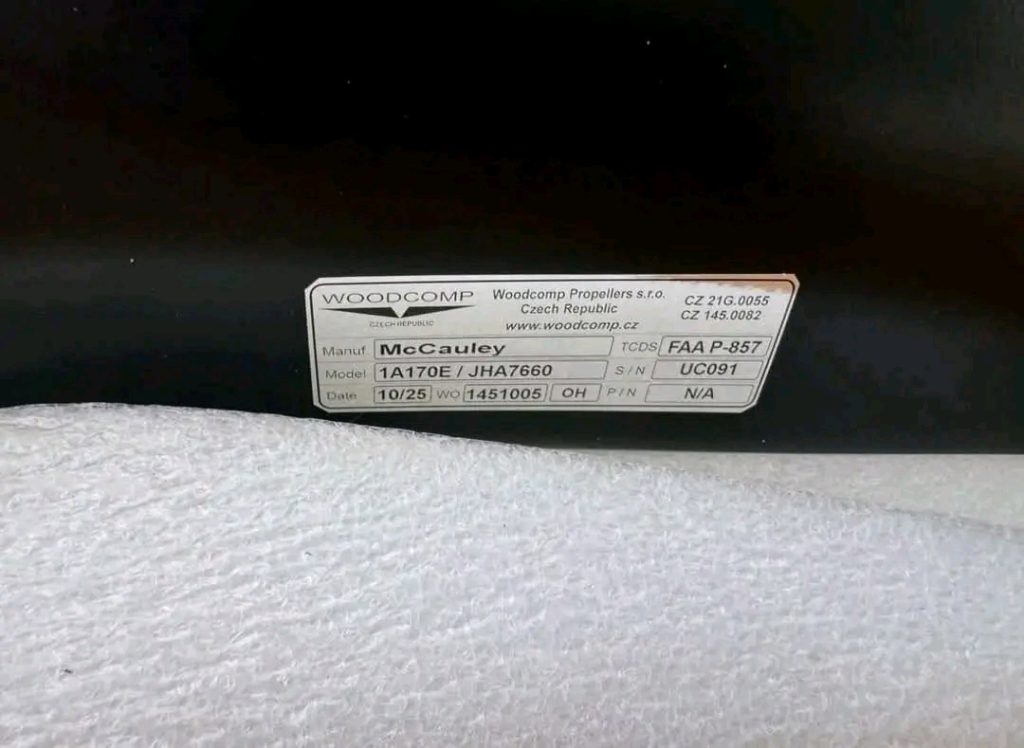 WOODCOMP
CZECH REPUBLIC
Woodcomp Propellers s.r.o.
Czech Republic
www.woodcomp.cz
CZ 21G.0055
CZ 145.0082
Manuf McCauley TCDS FAA P-857
Model 1A170E / JHA7660 S/N UC091
Date 10/25 WO 1451005 OH P/N N/A